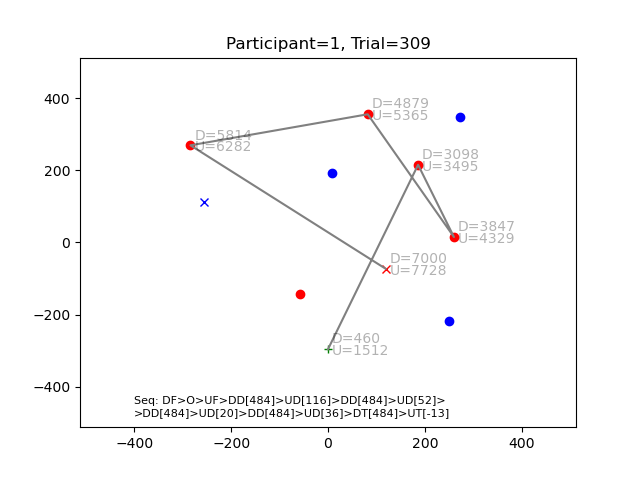 Participant=1, Trial=309
400
200
0
−200
−400
−400
−200
0
200
400
D=4879
U=5365
D=5814
U=6282
D=3098
U=3495
D=3847
U=4329
D=7000
U=7728
D=460
U=1512
Seq: DF>O>UF>DD[484]>UD[116]>DD[484]>UD[52]>
>DD[484]>UD[20]>DD[484]>UD[36]>DT[484]>UT[-13]